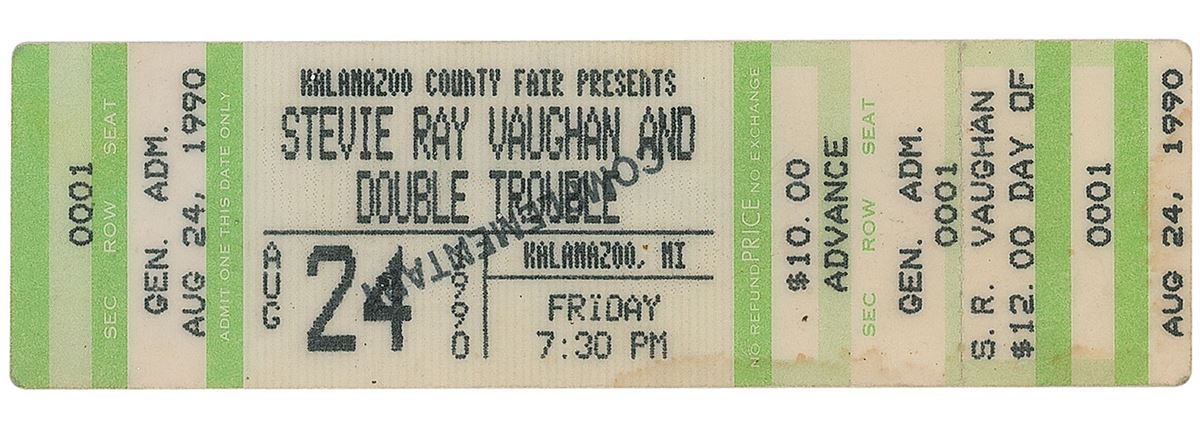 0001
SEC ROW SEAT
GEN. ADM.
AUG 24, 1990
ADMIT ONE THIS DATE ONLY
KALAMAZOO COUNTY FAIR PRESENTS
STEVIE RAY VAUGHAN AND
DOUBLE TROUBLE
COMPLEMENTARY
AUG
24
1990
KALAMAZOO, MI
FRIDAY
7:30 PM
NO REFUND PRICE NO EXCHANGE
$10.00
ADVANCE
SEC ROW SEAT
GEN. ADM.
0001
S. R. VAUGHAN
$12.00 DAY OF
0001
AUG 24, 1990